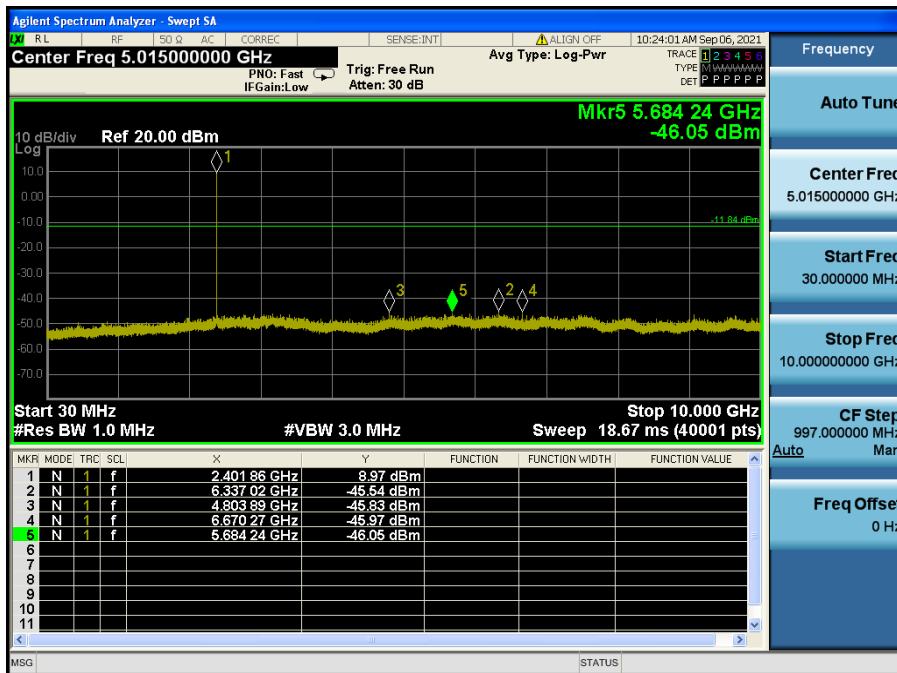 Agilent Spectrum Analyzer - Swept SA
LXI RL RF 50 Ω AC CORREC SENSE:INT ALIGN OFF 10:24:01 AM Sep 06, 2021
Center Freq 5.015000000 GHz
PNO: Fast
IFGain:Low
Trig: Free Run
Atten: 30 dB
Avg Type: Log-Pwr
TRACE 1 2 3 4 5 6
TYPE M W W W W W
DET P P P P P P
Mkr5 5.684 24 GHz
-46.05 dBm
10 dB/div Ref 20.00 dBm
Log
10.0
0.00
-10.0
-20.0
-30.0
-40.0
-50.0
-60.0
-70.0
1
-11.84 dBm
3
5
2
4
Start 30 MHz
Stop 10.000 GHz
#Res BW 1.0 MHz #VBW 3.0 MHz Sweep 18.67 ms (40001 pts)
MKR MODE TRC SCL X Y FUNCTION FUNCTION WIDTH FUNCTION VALUE
1 N 1 f 2.401 86 GHz 8.97 dBm
2 N 1 f 6.337 02 GHz -45.54 dBm
3 N 1 f 4.803 89 GHz -45.83 dBm
4 N 1 f 6.670 27 GHz -45.97 dBm
5 N 1 f 5.684 24 GHz -46.05 dBm
6
7
8
9
10
11
MSG STATUS
Frequency
Auto Tune
Center Freq
5.015000000 GHz
Start Freq
30.000000 MHz
Stop Freq
10.000000000 GHz
CF Step
997.000000 MHz
Auto Man
Freq Offset
0 Hz